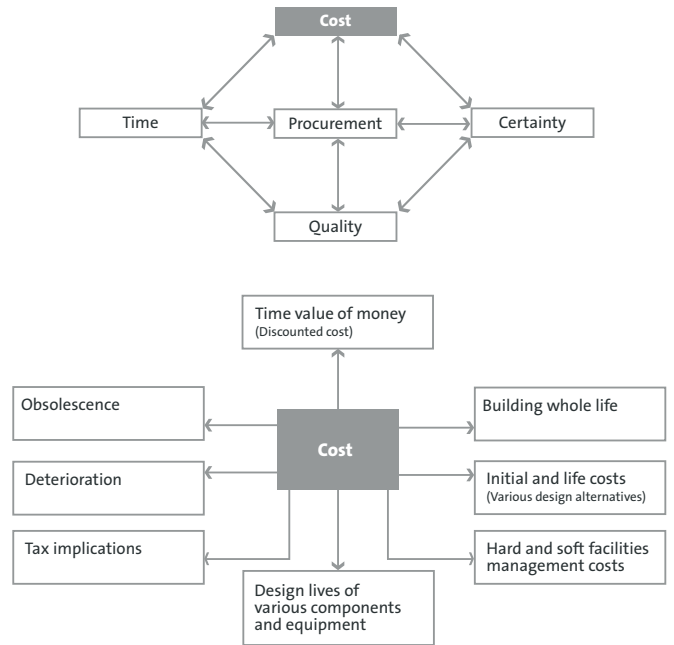 Cost
Time
Procurement
Certainty
Quality
Time value of money
(Discounted cost)
Obsolescence
Building whole life
Cost
Deterioration
Initial and life costs
(Various design alternatives)
Tax implications
Hard and soft facilities
management costs
Design lives of
various components
and equipment